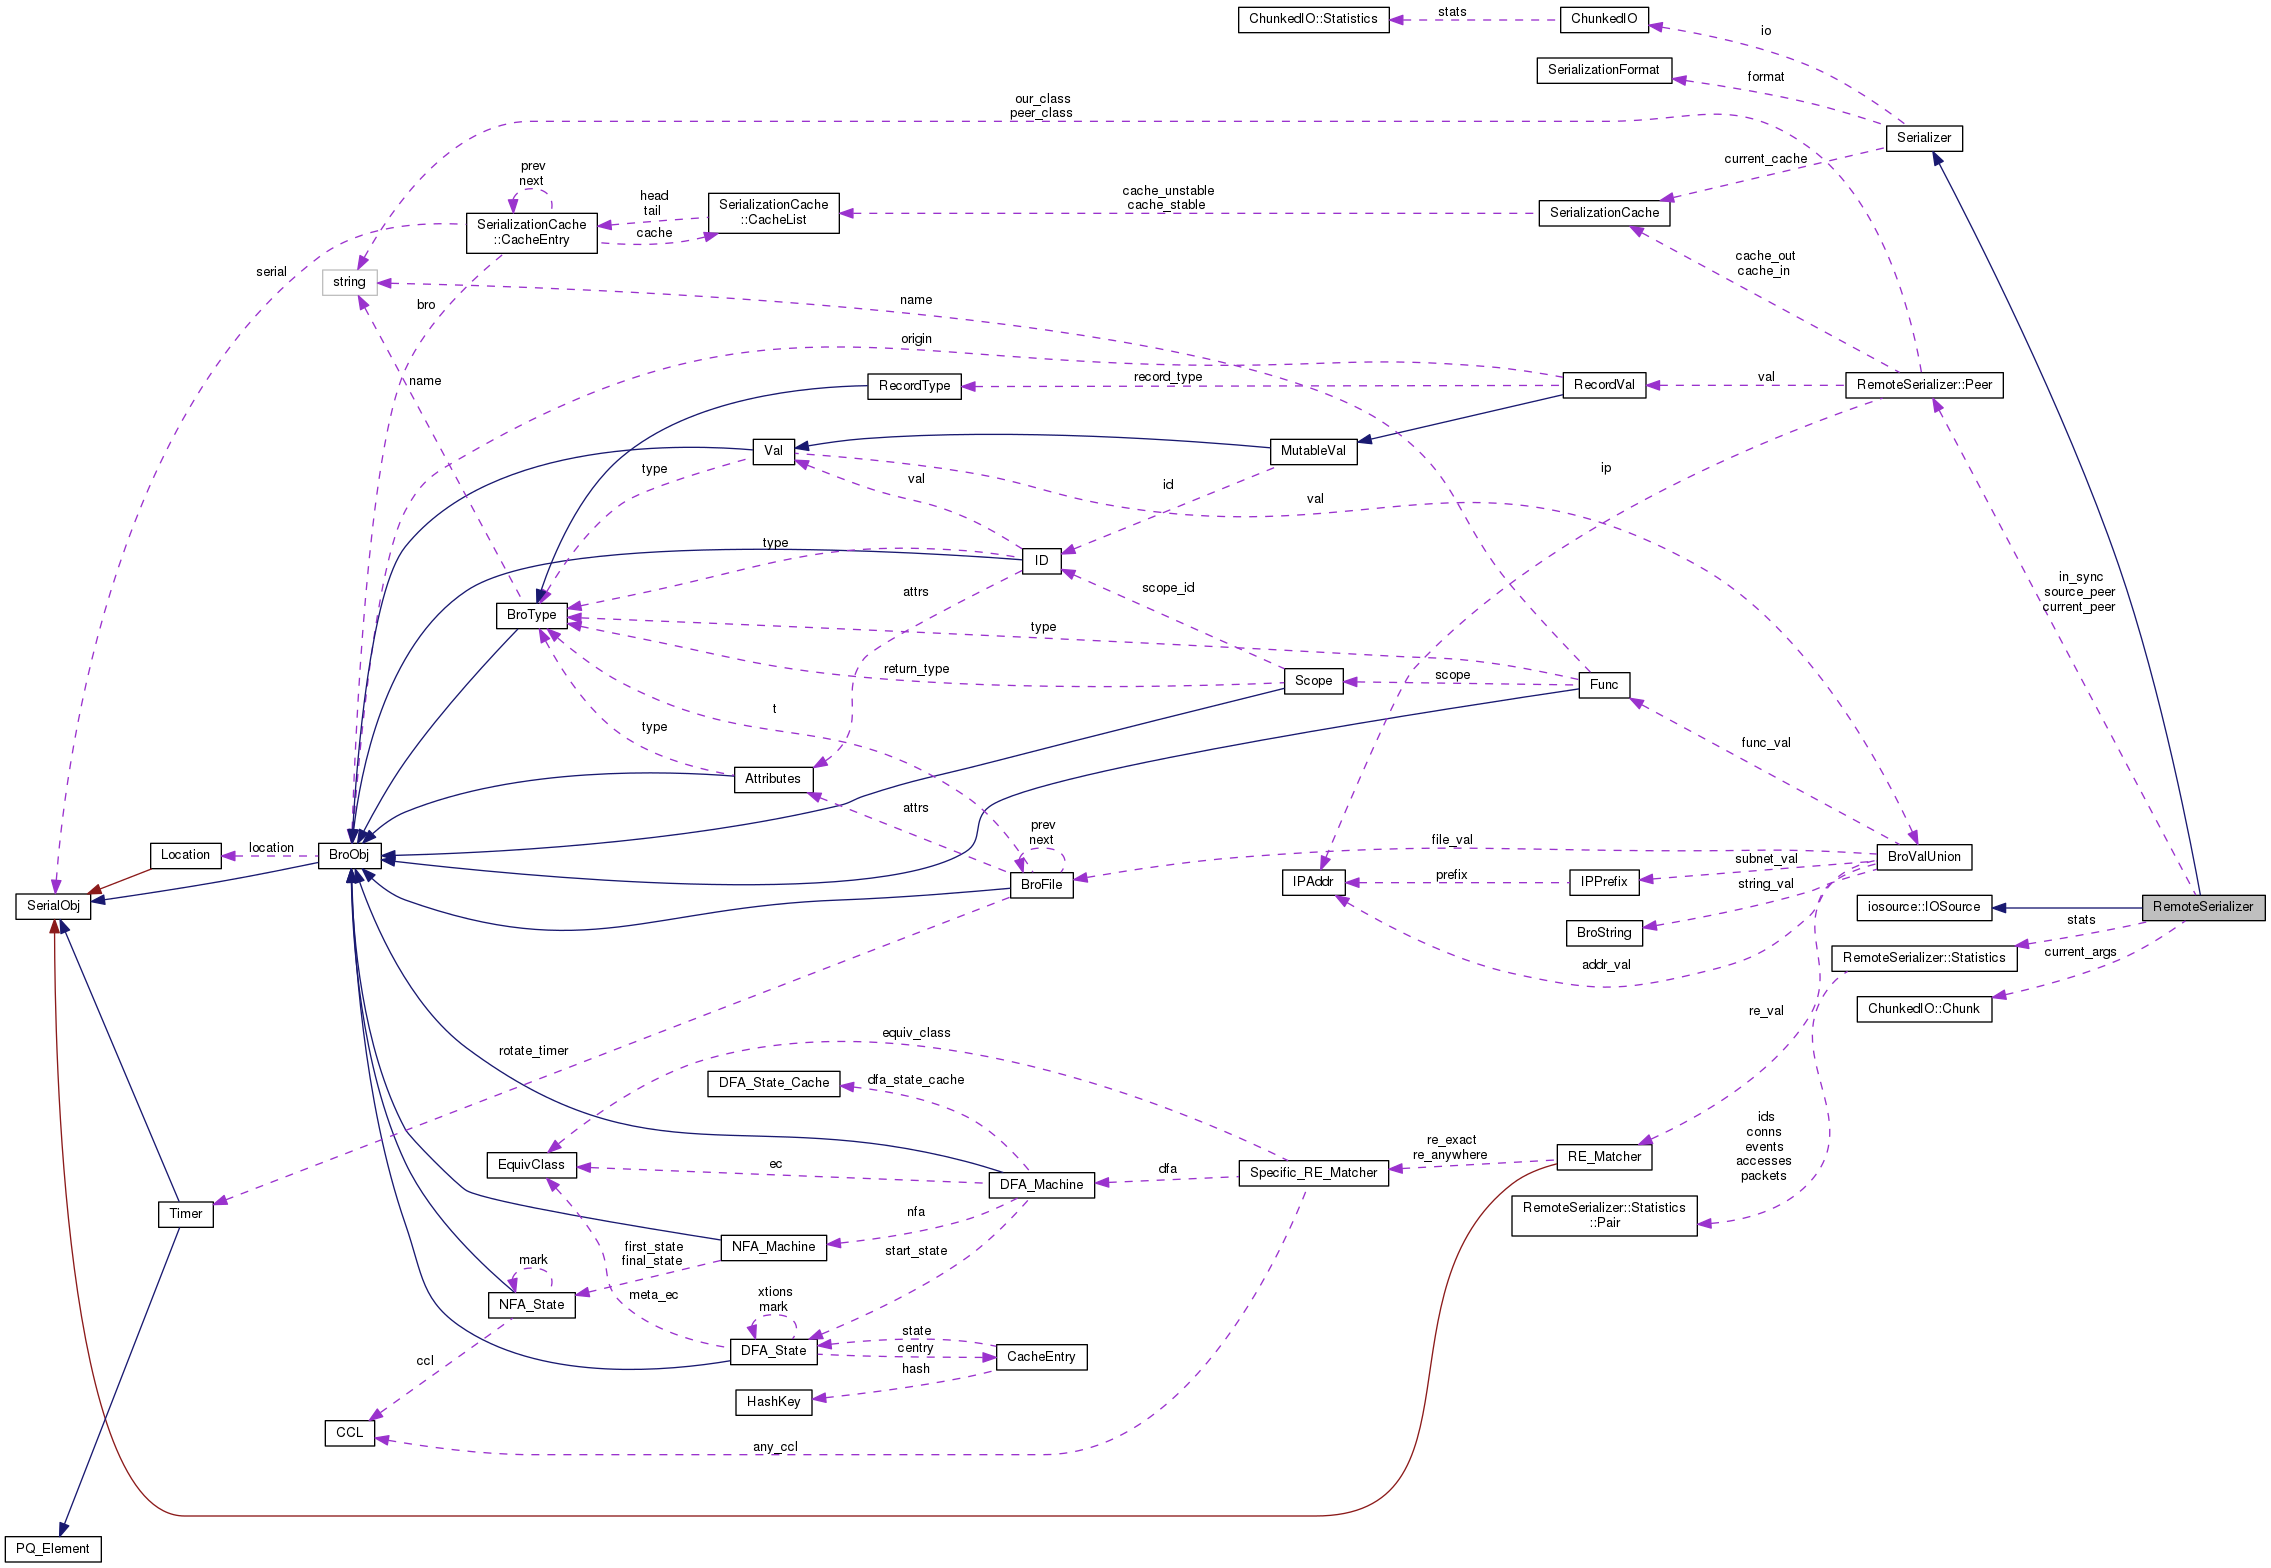 ChunkedIO::Statistics
stats
ChunkedIO
io
SerializationFormat
format
our_class
peer_class
Serializer
current_cache
prev
next
SerializationCache
::CacheEntry
head
tail
cache
SerializationCache
::CacheList
cache_unstable
cache_stable
SerializationCache
cache_out
cache_in
serial
string
bro
name
origin
name
RecordType
record_type
RecordVal
val
RemoteSerializer::Peer
Val
MutableVal
type
val
id
val
ip
type
ID
BroType
attrs
scope_id
in_sync
source_peer
current_peer
type
return_type
Scope
scope
Func
t
type
func_val
Attributes
attrs
prev
next
file_val
location
Location
BroObj
BroValUnion
subnet_val
BroFile
IPAddr
prefix
IPPrefix
string_val
SerialObj
iosource::IOSource
RemoteSerializer
stats
BroString
RemoteSerializer::Statistics
current_args
addr_val
ChunkedIO::Chunk
re_val
rotate_timer
equiv_class
DFA_State_Cache
dfa_state_cache
ids
conns
events
accesses
packets
EquivClass
ec
DFA_Machine
dfa
Specific_RE_Matcher
re_exact
re_anywhere
RE_Matcher
Timer
nfa
RemoteSerializer::Statistics
::Pair
first_state
final_state
NFA_Machine
start_state
mark
NFA_State
meta_ec
xtions
mark
DFA_State
state
centry
CacheEntry
hash
ccl
HashKey
CCL
any_ccl
PQ_Element